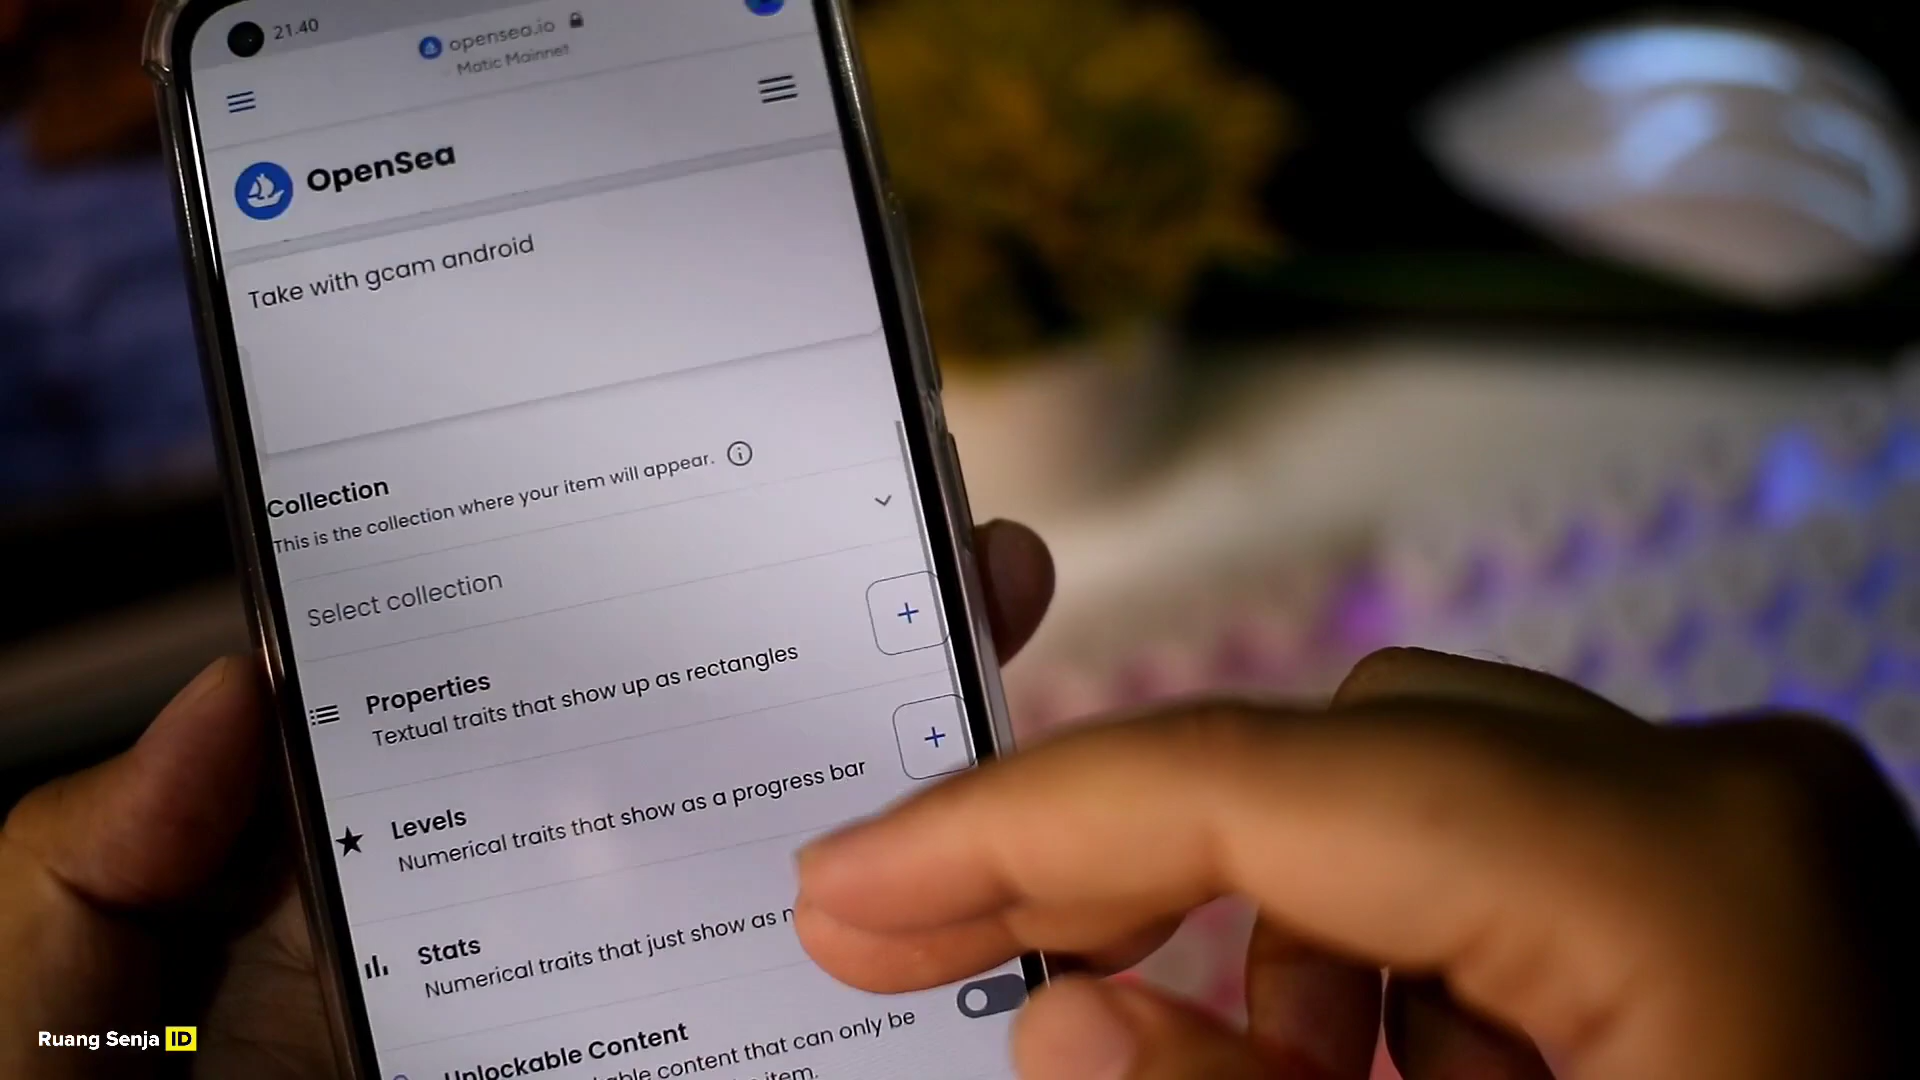 21.40
opensea.io
Matic Mainnet
OpenSea
Take with gcam android
Collection
This is the collection where your item will appear.
Select collection
Properties
Textual traits that show up as rectangles
Levels
Numerical traits that show as a progress bar
Stats
Numerical traits that just show as n
Unlockable Content
content that can only be
item.
Ruang Senja ID